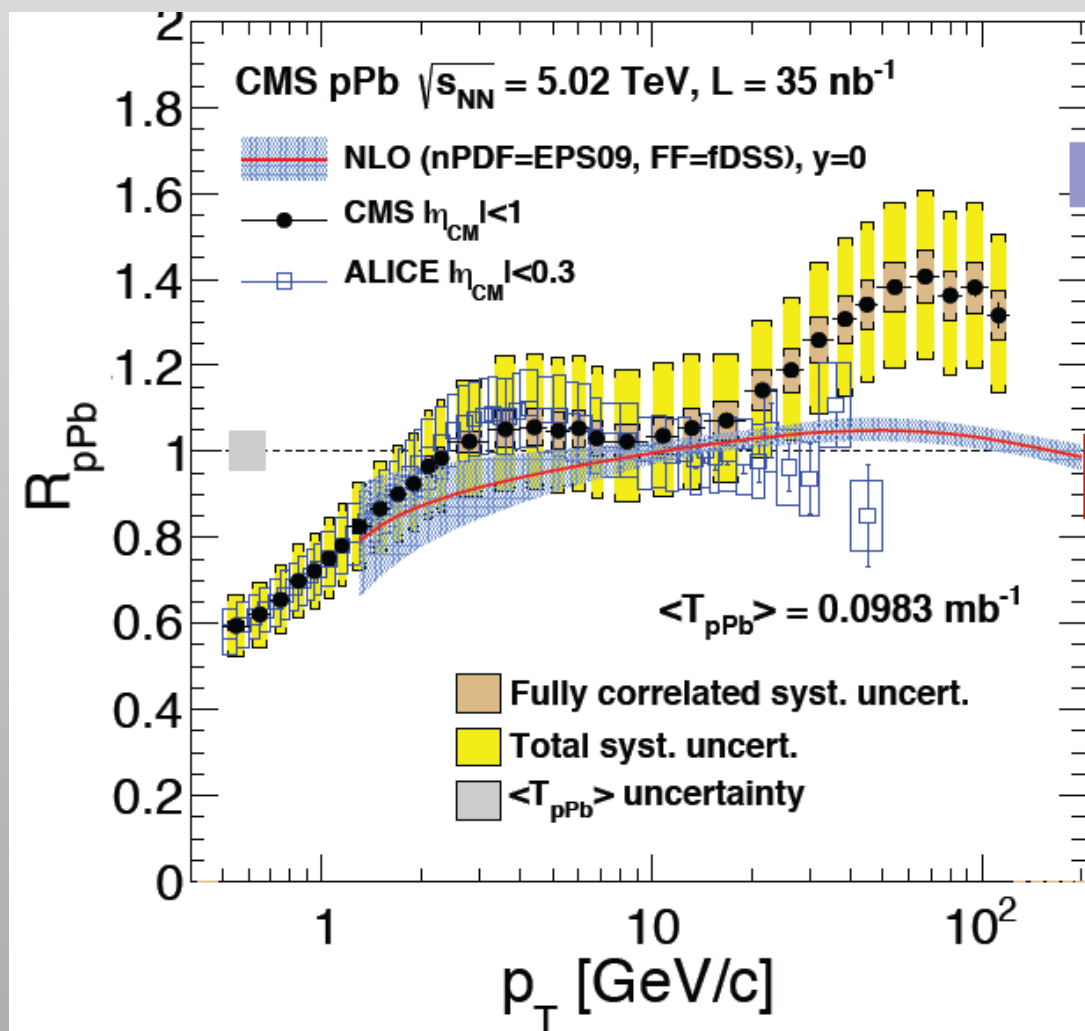 2
CMS pPb √s_NN = 5.02 TeV, L = 35 nb⁻¹
1.8
NLO (nPDF=EPS09, FF=fDSS), y=0
1.6
CMS |η_CM|<1
ALICE |η_CM|<0.3
1.4
1.2
1
R_pPb
0.8
<T_pPb> = 0.0983 mb⁻¹
0.6
Fully correlated syst. uncert.
0.4
Total syst. uncert.
0.2
<T_pPb> uncertainty
0
1 10 10²
p_T [GeV/c]